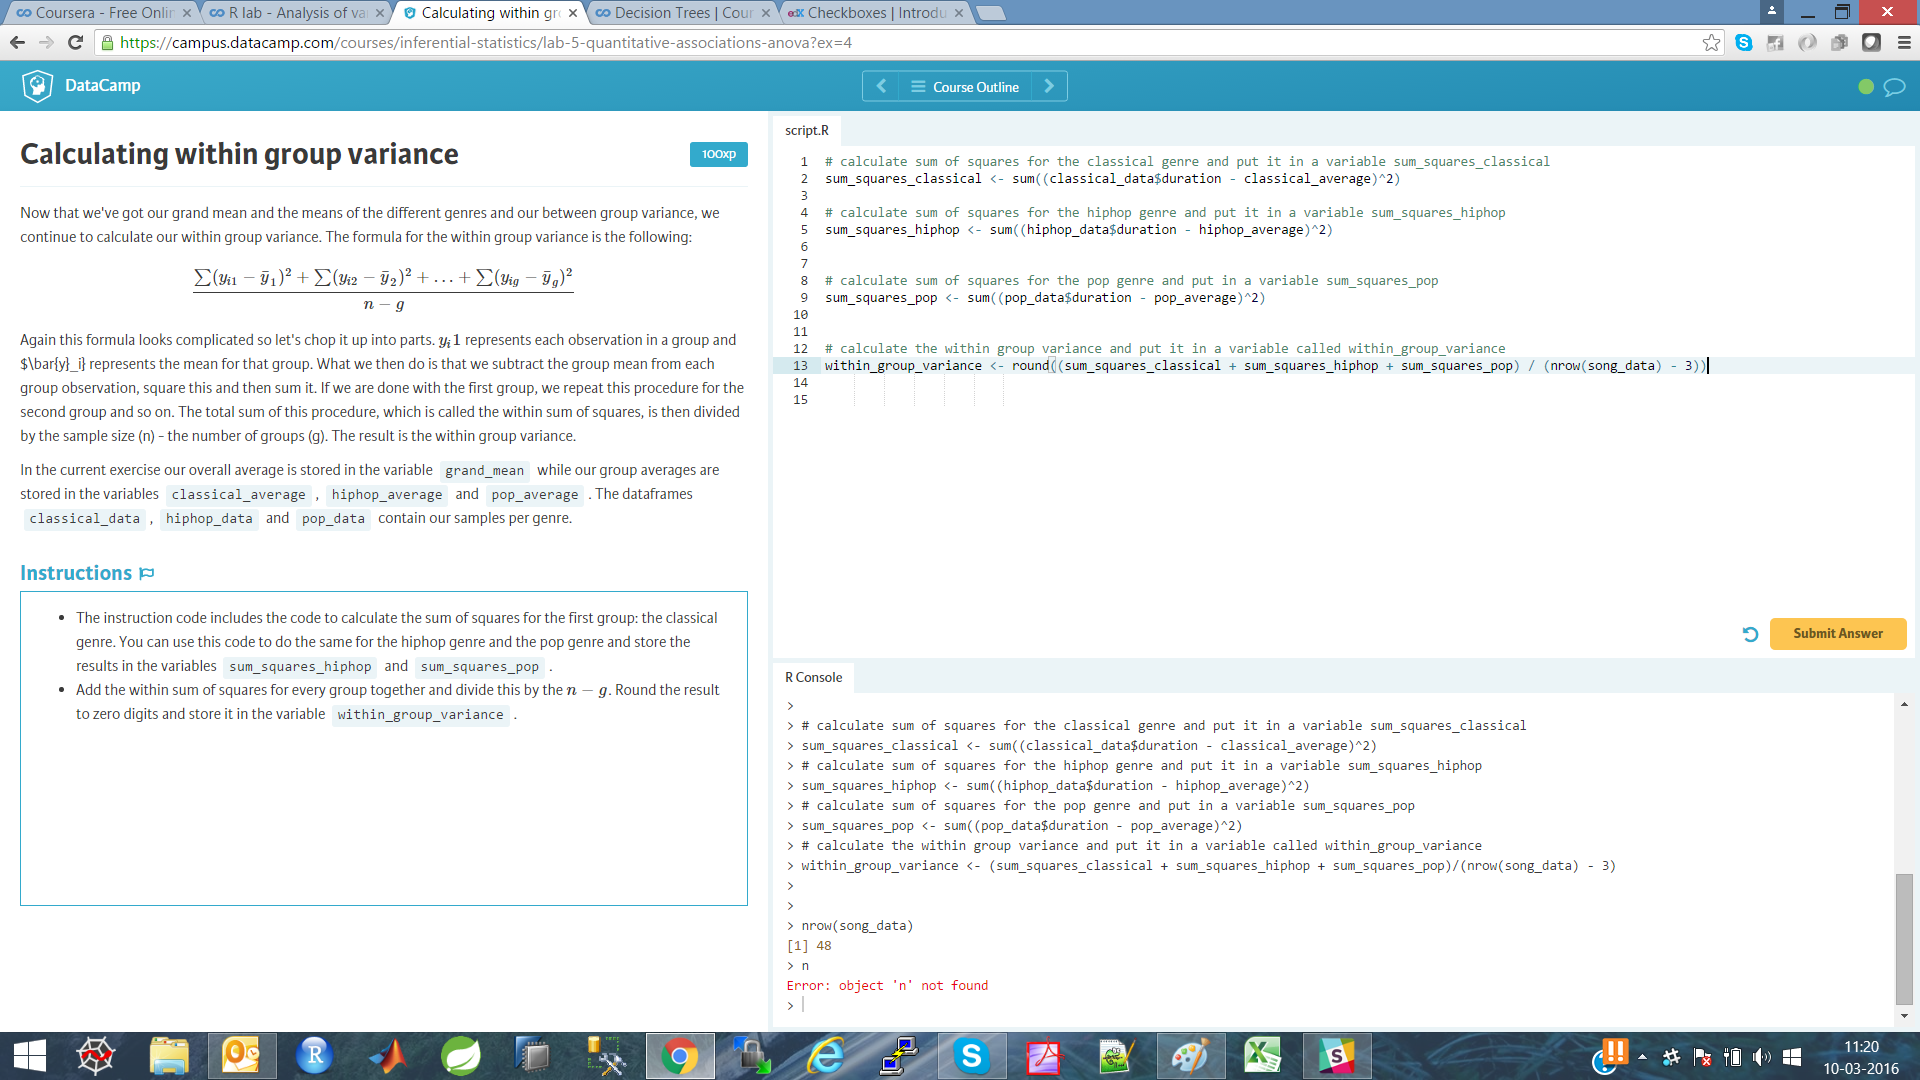 Coursera - Free Onlin
R lab - Analysis of va
Calculating within gr
Decision Trees | Cour
edX Checkboxes | Introdu
https://campus.datacamp.com/courses/inferential-statistics/lab-5-quantitative-associations-anova?ex=4
DataCamp
Course Outline
Calculating within group variance
100xp
Now that we've got our grand mean and the means of the different genres and our between group variance, we
continue to calculate our within group variance. The formula for the within group variance is the following:
∑(yi1 − ȳ1)² + ∑(yi2 − ȳ2)² + … + ∑(yig − ȳg)²
n − g
Again this formula looks complicated so let's chop it up into parts. yi1 represents each observation in a group and
$\bar{y}_i} represents the mean for that group. What we then do is that we subtract the group mean from each
group observation, square this and then sum it. If we are done with the first group, we repeat this procedure for the
second group and so on. The total sum of this procedure, which is called the within sum of squares, is then divided
by the sample size (n) - the number of groups (g). The result is the within group variance.
In the current exercise our overall average is stored in the variable grand_mean while our group averages are
stored in the variables classical_average , hiphop_average and pop_average . The dataframes
classical_data , hiphop_data and pop_data contain our samples per genre.
Instructions
• The instruction code includes the code to calculate the sum of squares for the first group: the classical
genre. You can use this code to do the same for the hiphop genre and the pop genre and store the
results in the variables sum_squares_hiphop and sum_squares_pop .
• Add the within sum of squares for every group together and divide this by the n − g. Round the result
to zero digits and store it in the variable within_group_variance .
script.R
1 # calculate sum of squares for the classical genre and put it in a variable sum_squares_classical
2 sum_squares_classical <- sum((classical_data$duration - classical_average)^2)
3
4 # calculate sum of squares for the hiphop genre and put it in a variable sum_squares_hiphop
5 sum_squares_hiphop <- sum((hiphop_data$duration - hiphop_average)^2)
6
7
8 # calculate sum of squares for the pop genre and put in a variable sum_squares_pop
9 sum_squares_pop <- sum((pop_data$duration - pop_average)^2)
10
11
12 # calculate the within group variance and put it in a variable called within_group_variance
13 within_group_variance <- round((sum_squares_classical + sum_squares_hiphop + sum_squares_pop) / (nrow(song_data) - 3))
14
15
Submit Answer
R Console
>
> # calculate sum of squares for the classical genre and put it in a variable sum_squares_classical
> sum_squares_classical <- sum((classical_data$duration - classical_average)^2)
> # calculate sum of squares for the hiphop genre and put it in a variable sum_squares_hiphop
> sum_squares_hiphop <- sum((hiphop_data$duration - hiphop_average)^2)
> # calculate sum of squares for the pop genre and put in a variable sum_squares_pop
> sum_squares_pop <- sum((pop_data$duration - pop_average)^2)
> # calculate the within group variance and put it in a variable called within_group_variance
> within_group_variance <- (sum_squares_classical + sum_squares_hiphop + sum_squares_pop)/(nrow(song_data) - 3)
>
>
> nrow(song_data)
[1] 48
> n
Error: object 'n' not found
>
11:20
10-03-2016